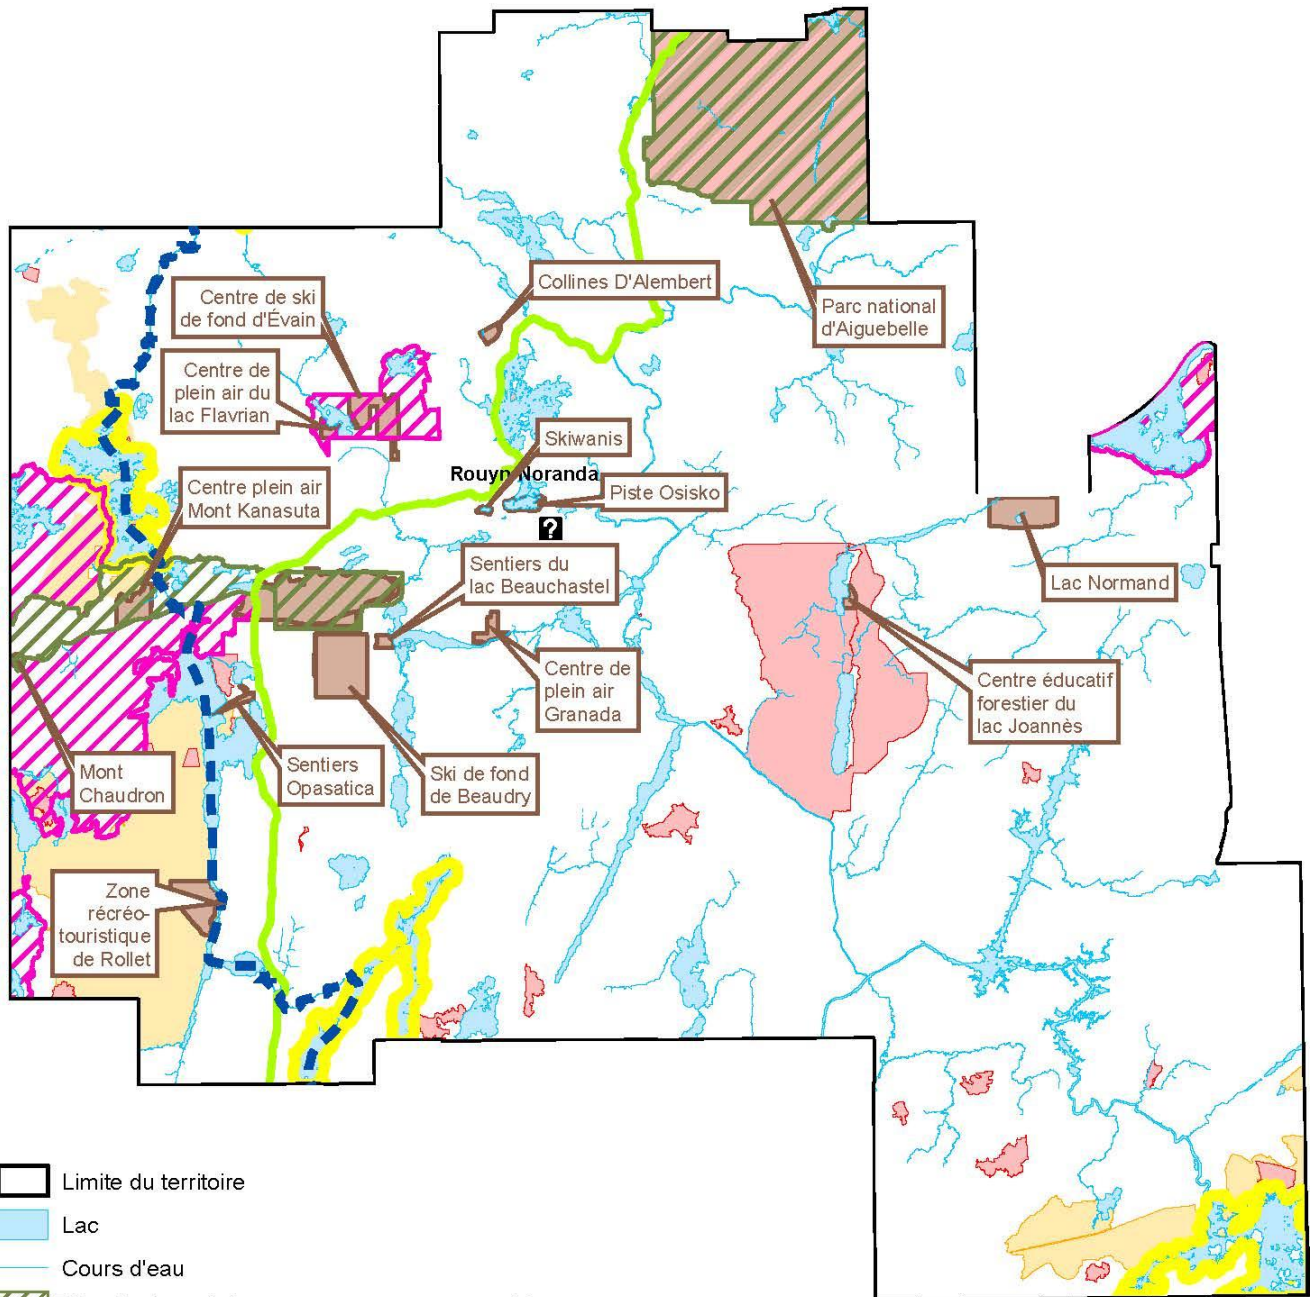 Collines D'Alembert
Centre de ski
de fond d'Évain
Parc national
d'Aiguebelle
Centre de
plein air du
lac Flavrian
Skiwanis
Rouyn Noranda
Centre plein air
Mont Kanasuta
Piste Osisko
?
Sentiers du
lac Beauchastel
Lac Normand
Centre de
plein air
Granada
Centre éducatif
forestier du
lac Joannès
Mont
Chaudron
Sentiers
Opasatica
Ski de fond
de Beaudry
Zone
récréo-
touristique
de Rollet
Limite du territoire
Lac
Cours d'eau